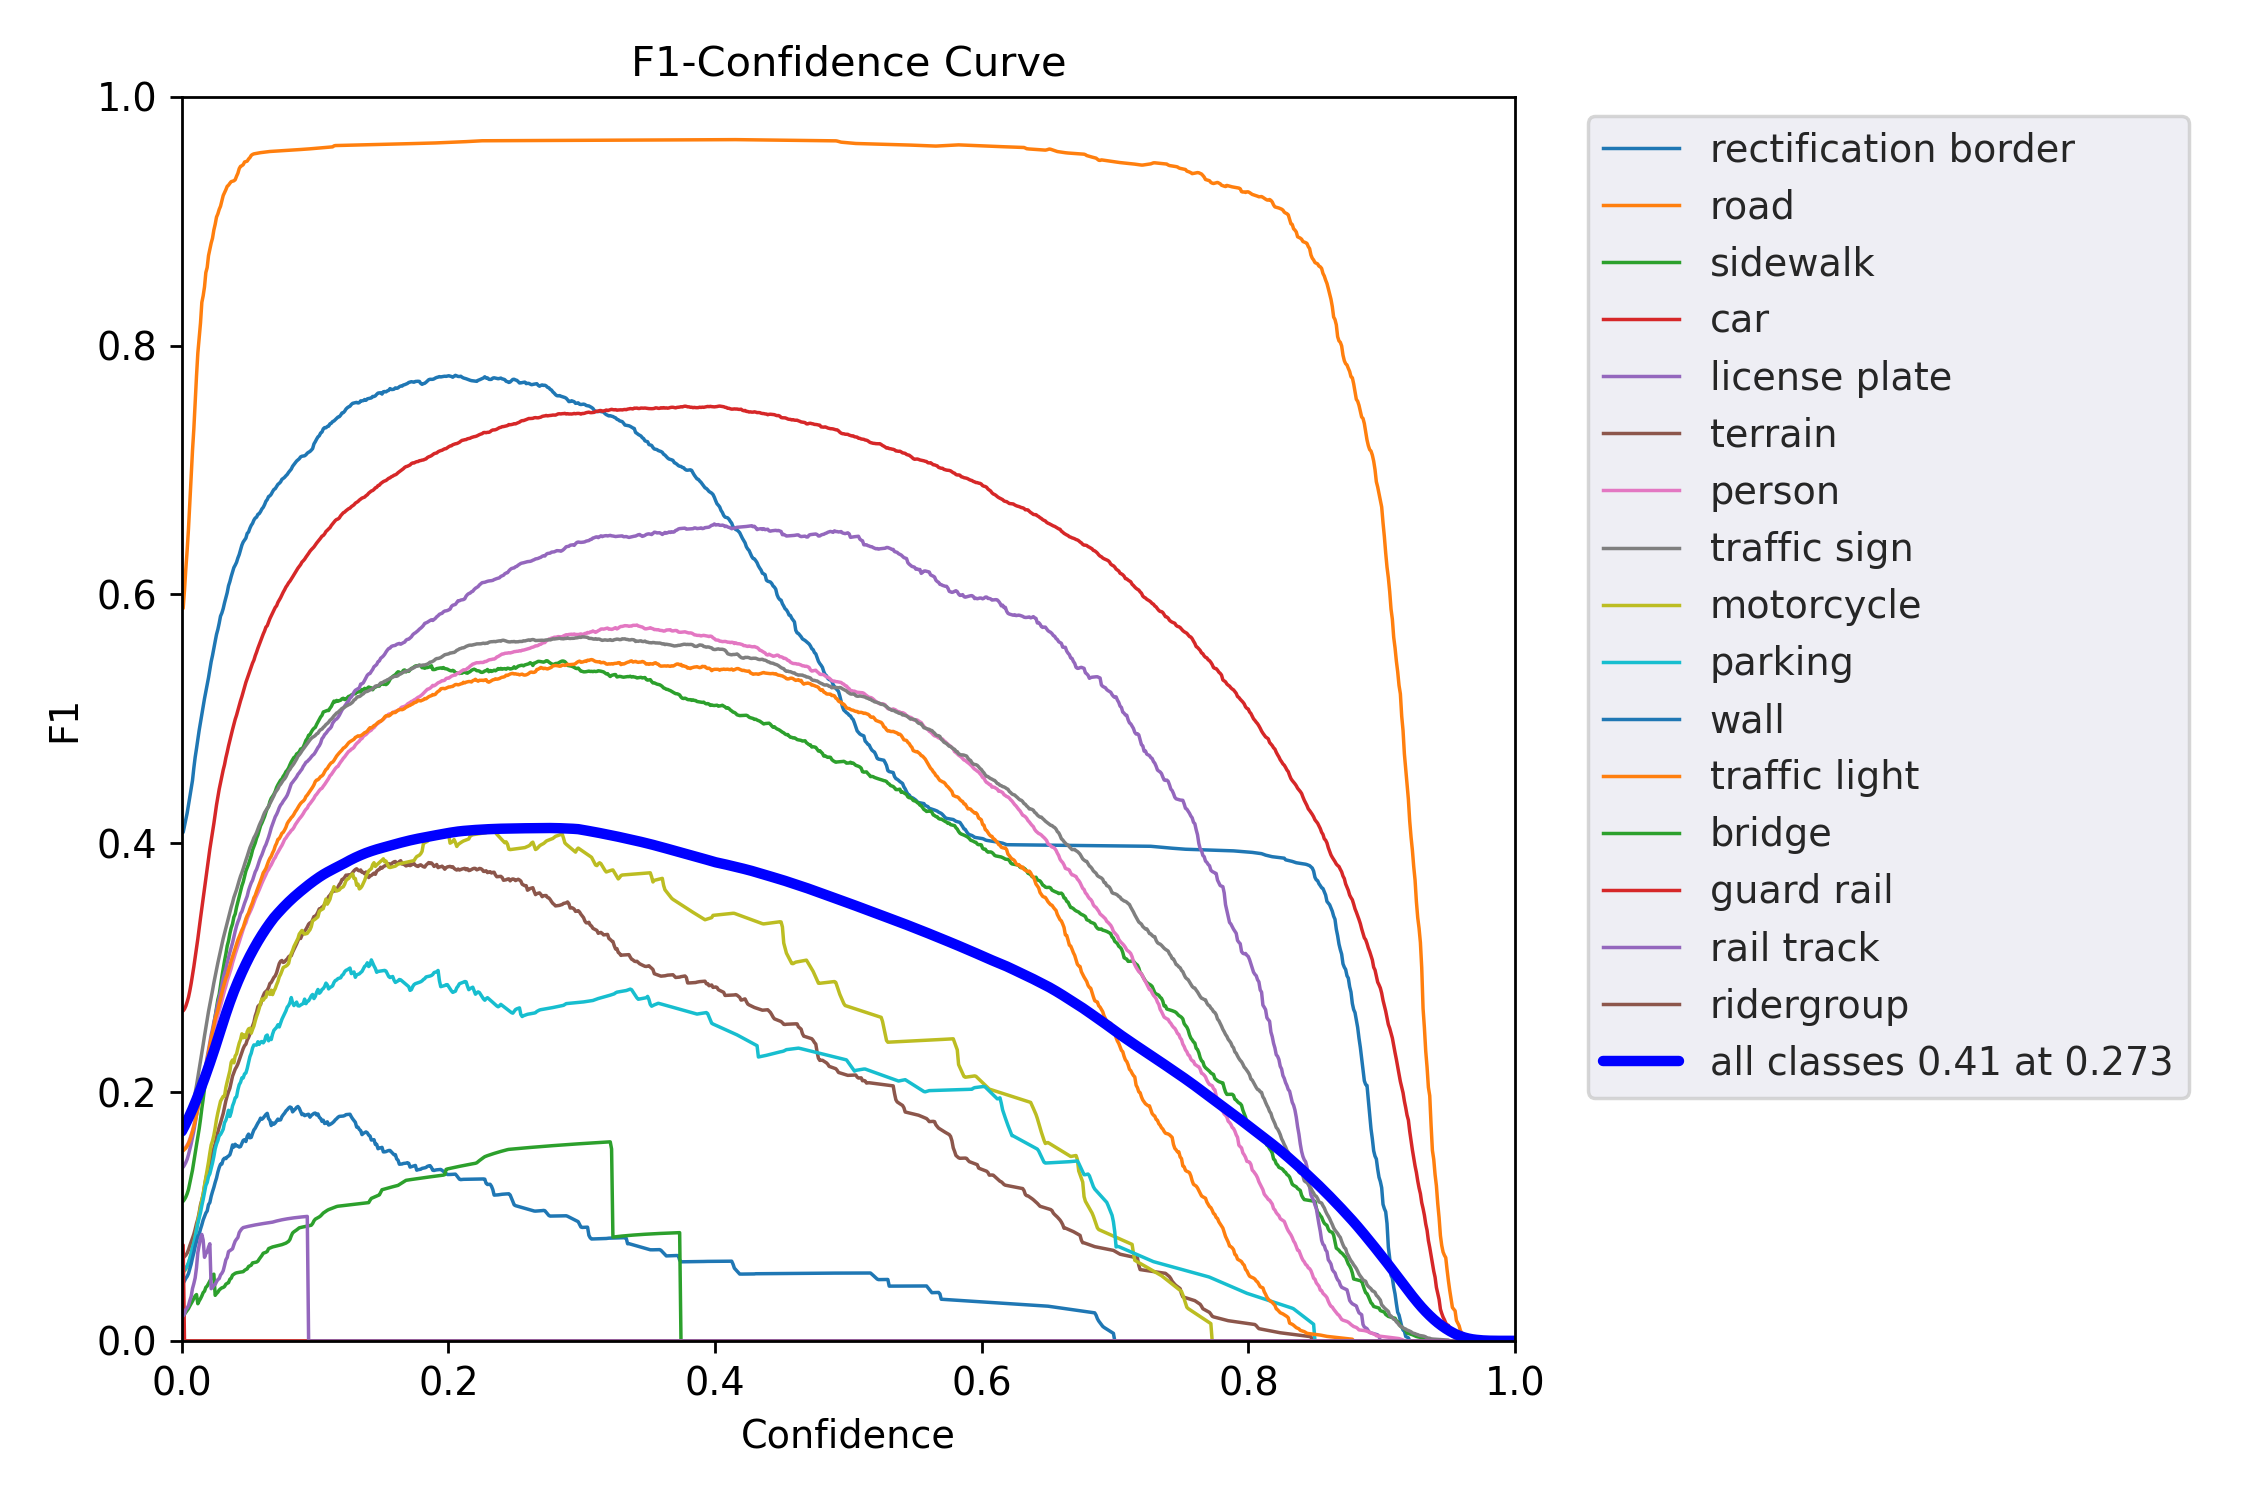 F1-Confidence Curve
1.0
0.8
0.6
0.4
0.2
0.0
F1
0.0 0.2 0.4 0.6 0.8 1.0
Confidence
rectification border
road
sidewalk
car
license plate
terrain
person
traffic sign
motorcycle
parking
wall
traffic light
bridge
guard rail
rail track
ridergroup
all classes 0.41 at 0.273